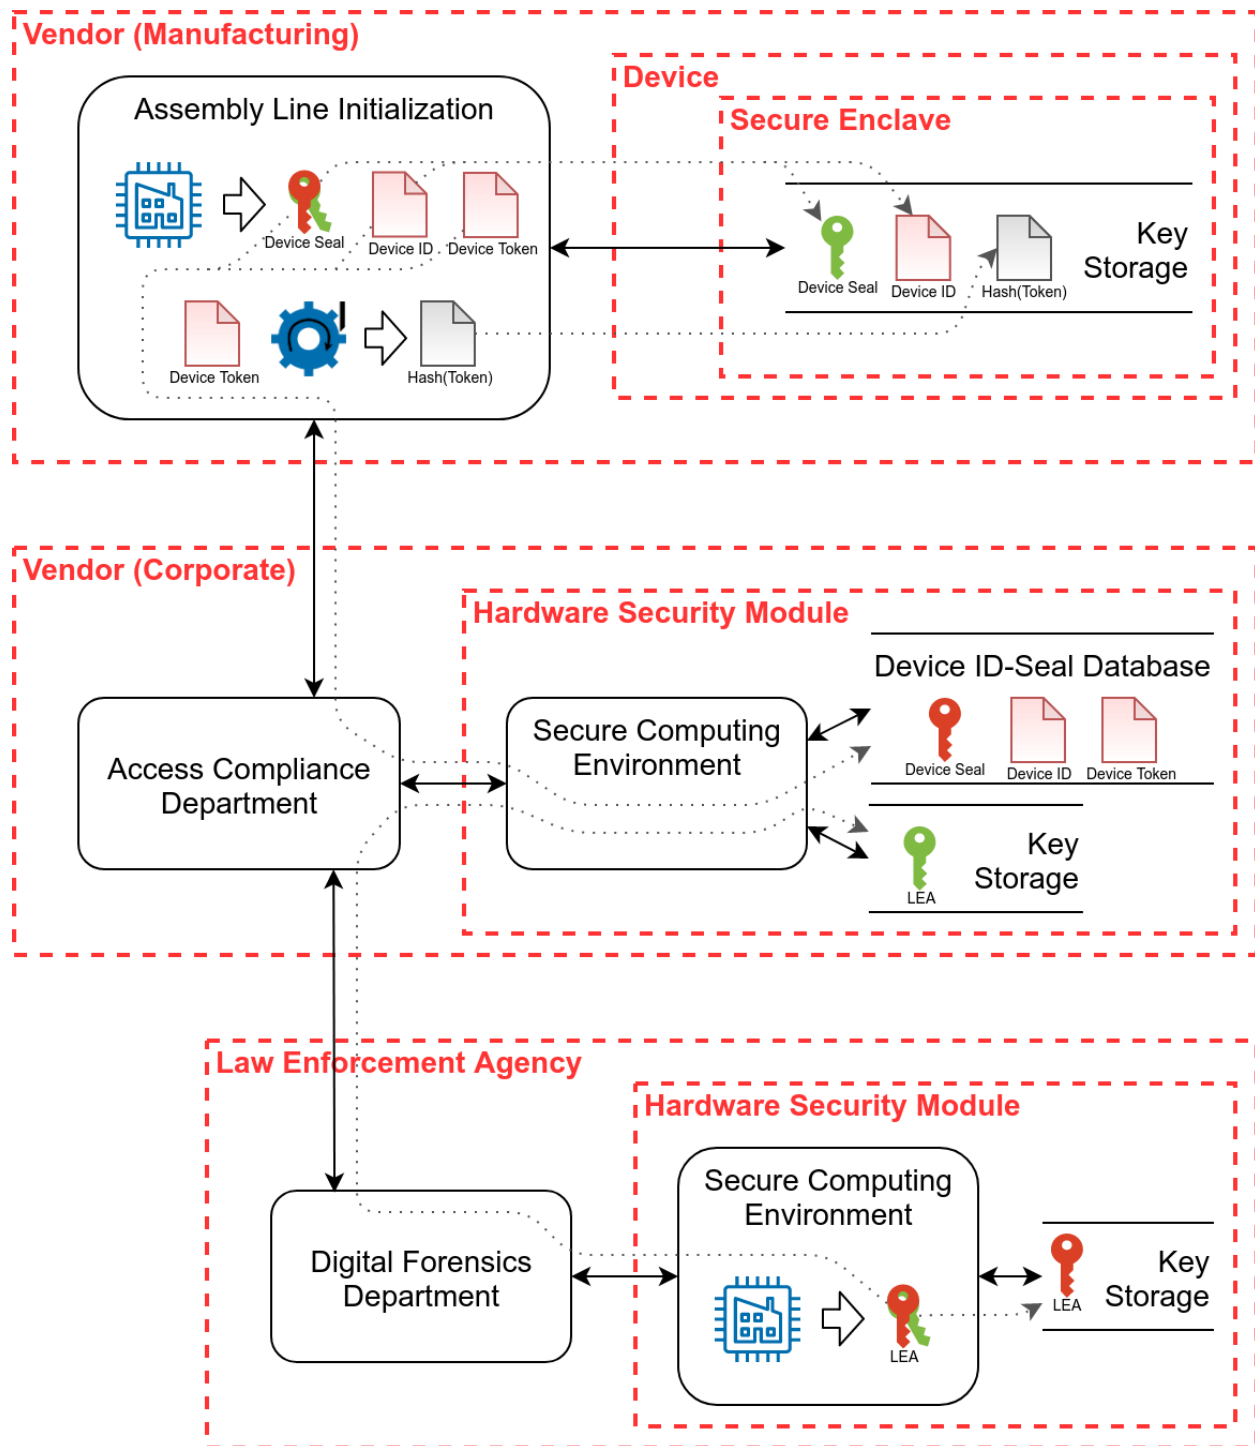 Vendor (Manufacturing)
Assembly Line Initialization
Device Seal
Device ID
Device Token
Device Token
Hash(Token)
Device
Secure Enclave
Device Seal
Device ID
Hash(Token)
Key
Storage
Vendor (Corporate)
Access Compliance
Department
Hardware Security Module
Secure Computing
Environment
Device ID-Seal Database
Device Seal
Device ID
Device Token
LEA
Key
Storage
Law Enforcement Agency
Digital Forensics
Department
Hardware Security Module
Secure Computing
Environment
LEA
LEA
Key
Storage